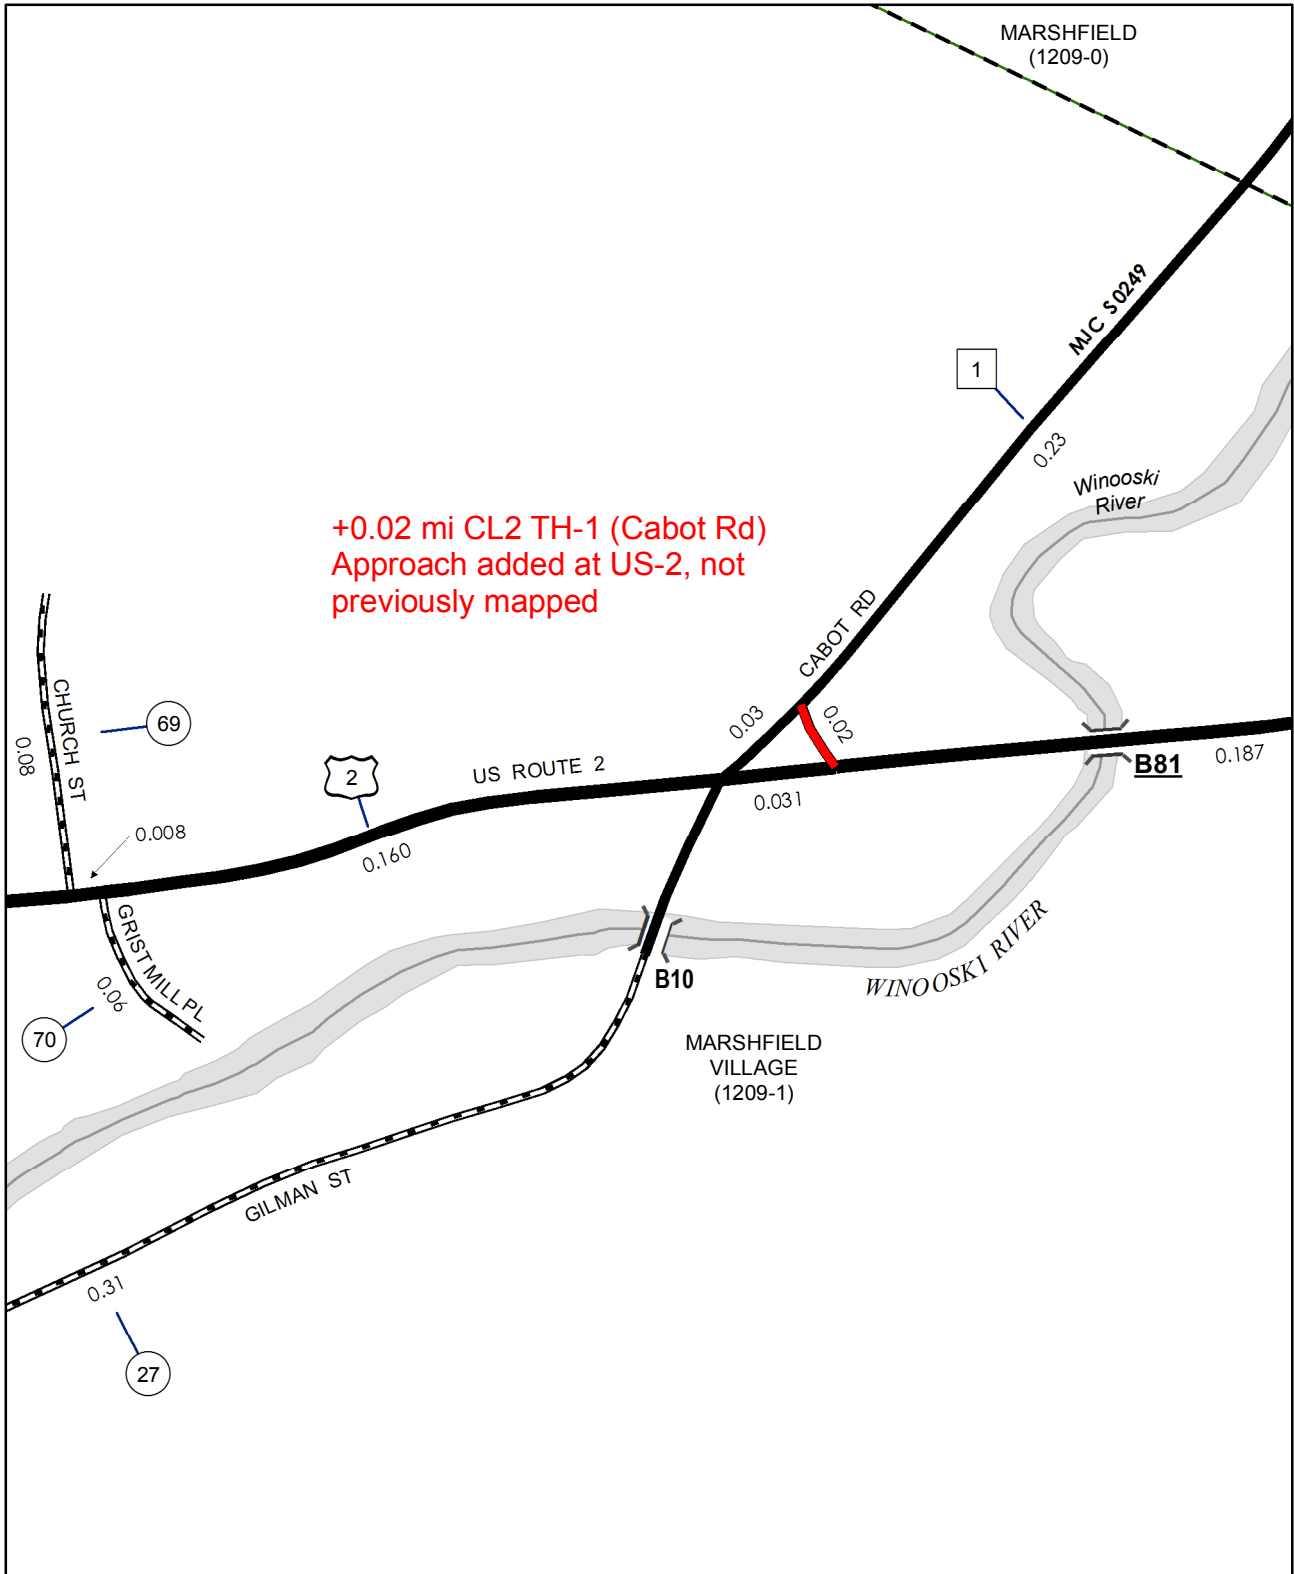 MARSHFIELD
(1209-0)
MJC S0249
1
0.23
Winooski
River
+0.02 mi CL2 TH-1 (Cabot Rd)
Approach added at US-2, not
previously mapped
CABOT RD
CHURCH ST
69
0.08
0.03
0.02
2
US ROUTE 2
B81
0.187
0.031
0.008
0.160
GRIST MILL PL
0.06
70
B10
WINOOSKI RIVER
MARSHFIELD
VILLAGE
(1209-1)
GILMAN ST
0.31
27